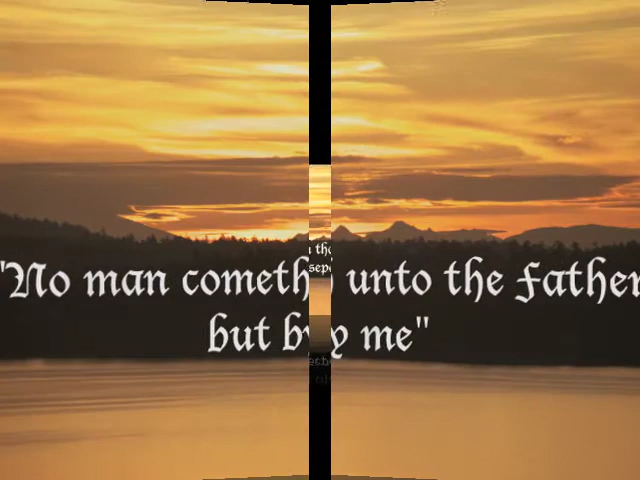 "No man cometh unto the Father
but by me"